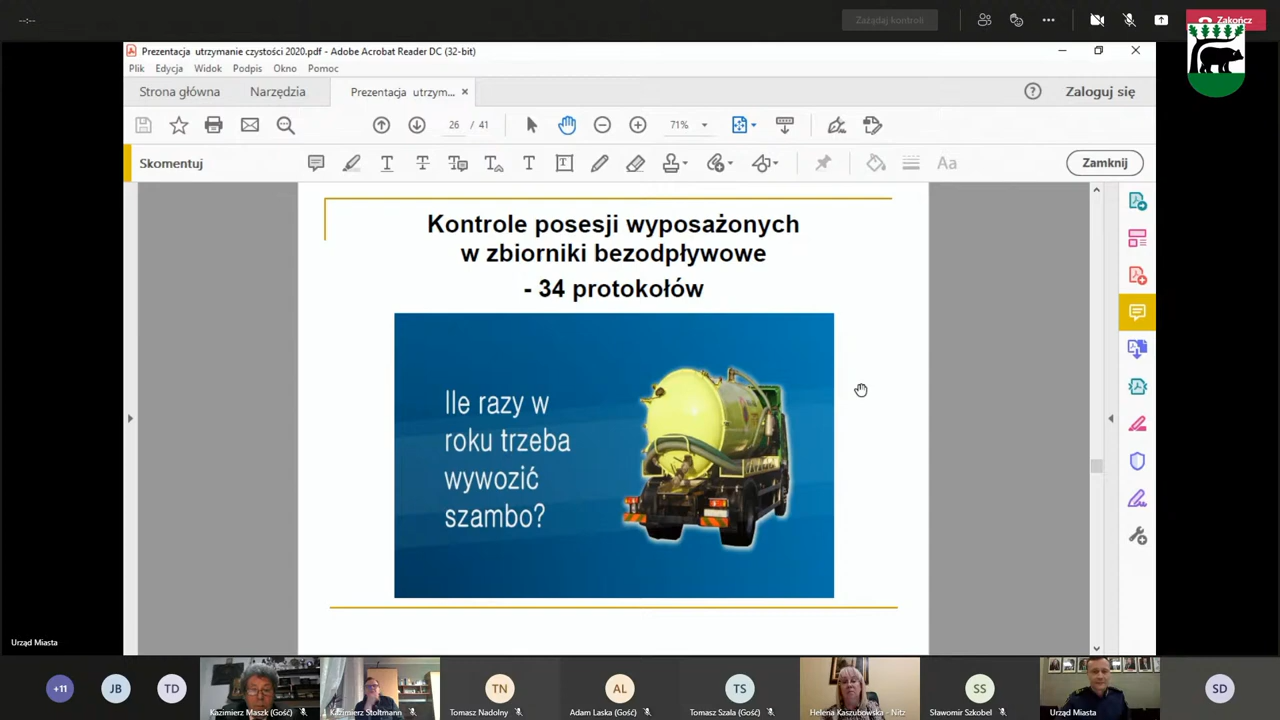 --:--
Zażądaj kontroli
Zakończ
Prezentacja utrzymanie czystości 2020.pdf - Adobe Acrobat Reader DC (32-bit)
Plik Edycja Widok Podpis Okno Pomoc
Strona główna Narzędzia Prezentacja utrzym... Zaloguj się
26 / 41 71%
Skomentuj Zamknij
Kontrole posesji wyposażonych
w zbiorniki bezodpływowe
- 34 protokołów
Ile razy w
roku trzeba
wywozić
szambo?
Urząd Miasta
+11 JB TD TN AL TS SS SD
Kazimierz Maszk (Gość) Kazimierz Stoltmann Tomasz Nadolny Adam Laska (Gość) Tomasz Szala (Gość) Helena Kaszubowska - Nitz Sławomir Szkobel Urząd Miasta